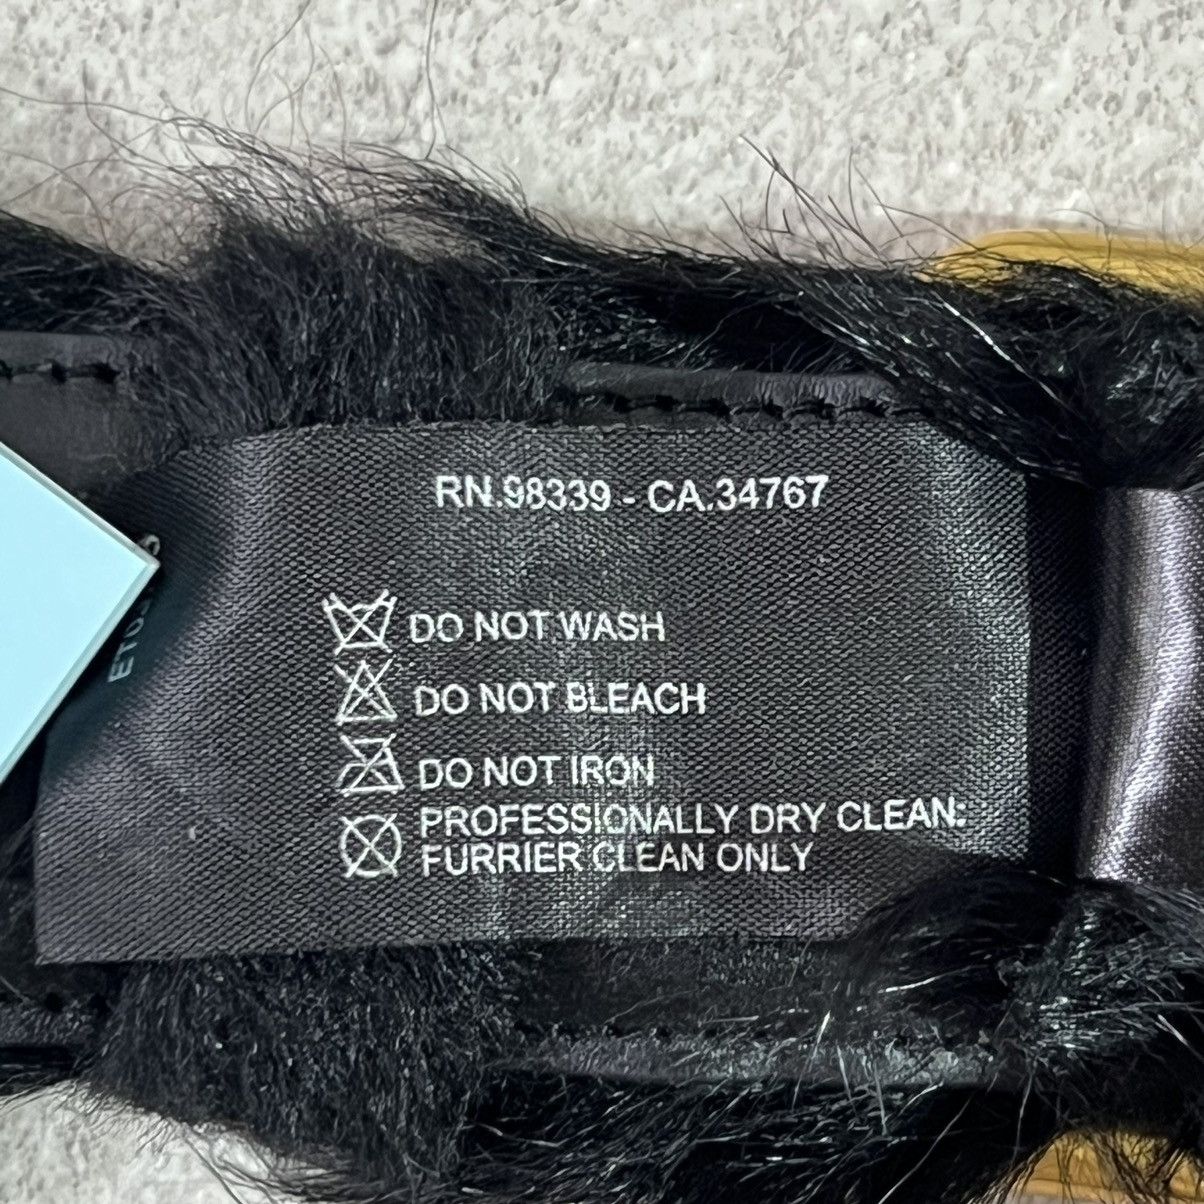 RN.98339 - CA.34767
DO NOT WASH
DO NOT BLEACH
DO NOT IRON
PROFESSIONALLY DRY CLEAN:
FURRIER CLEAN ONLY